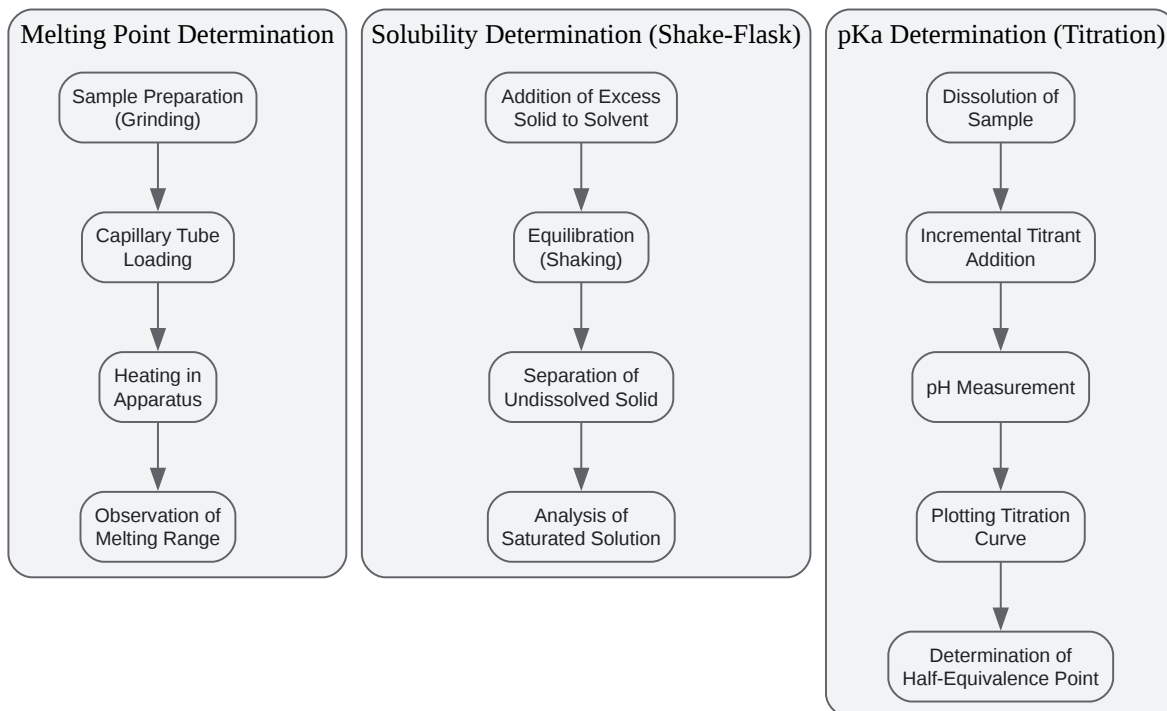 Melting Point Determination
Sample Preparation
(Grinding)
Capillary Tube
Loading
Heating in
Apparatus
Observation of
Melting Range
Solubility Determination (Shake-Flask)
Addition of Excess
Solid to Solvent
Equilibration
(Shaking)
Separation of
Undissolved Solid
Analysis of
Saturated Solution
pKa Determination (Titration)
Dissolution of
Sample
Incremental Titrant
Addition
pH Measurement
Plotting Titration
Curve
Determination of
Half-Equivalence Point